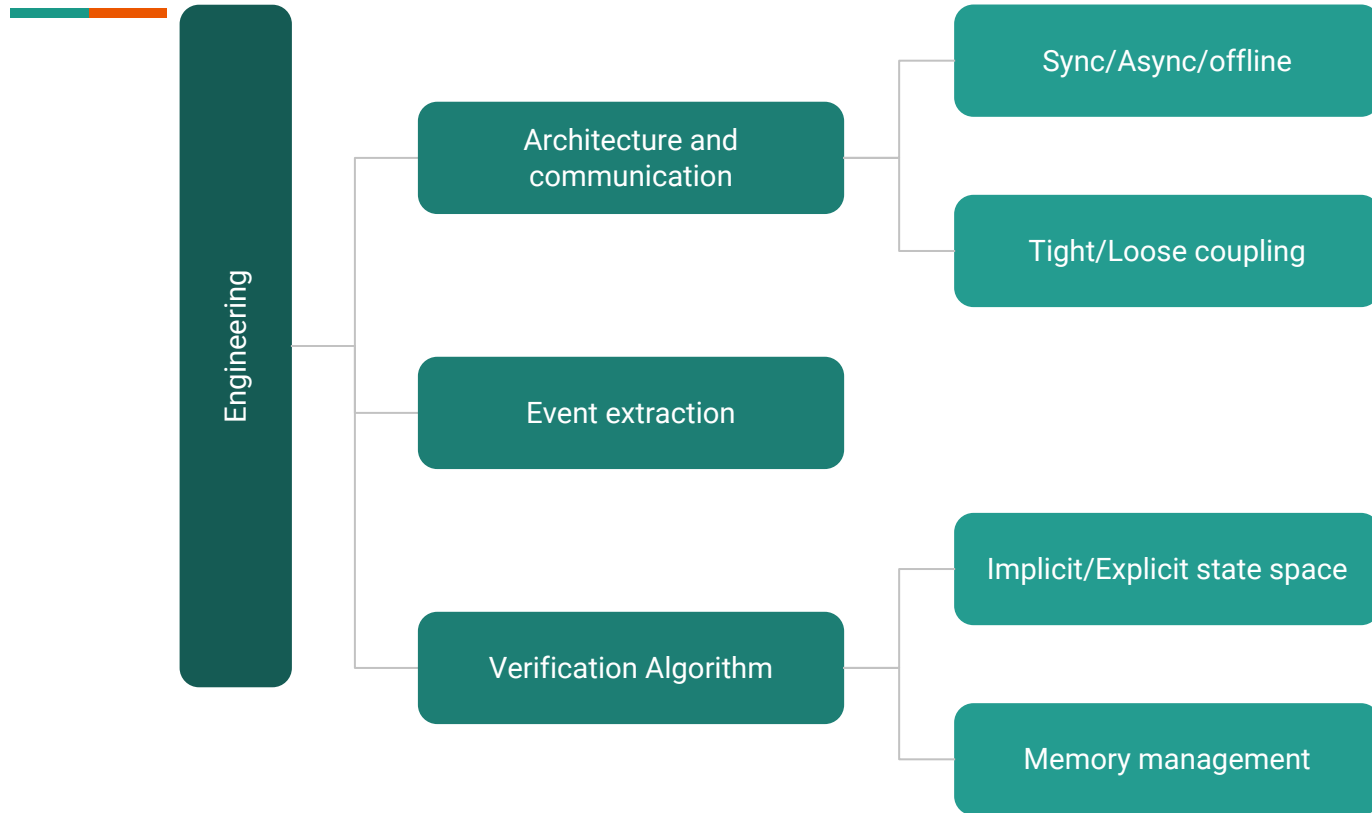 Engineering
Architecture and
communication
Sync/Async/offline
Tight/Loose coupling
Event extraction
Verification Algorithm
Implicit/Explicit state space
Memory management